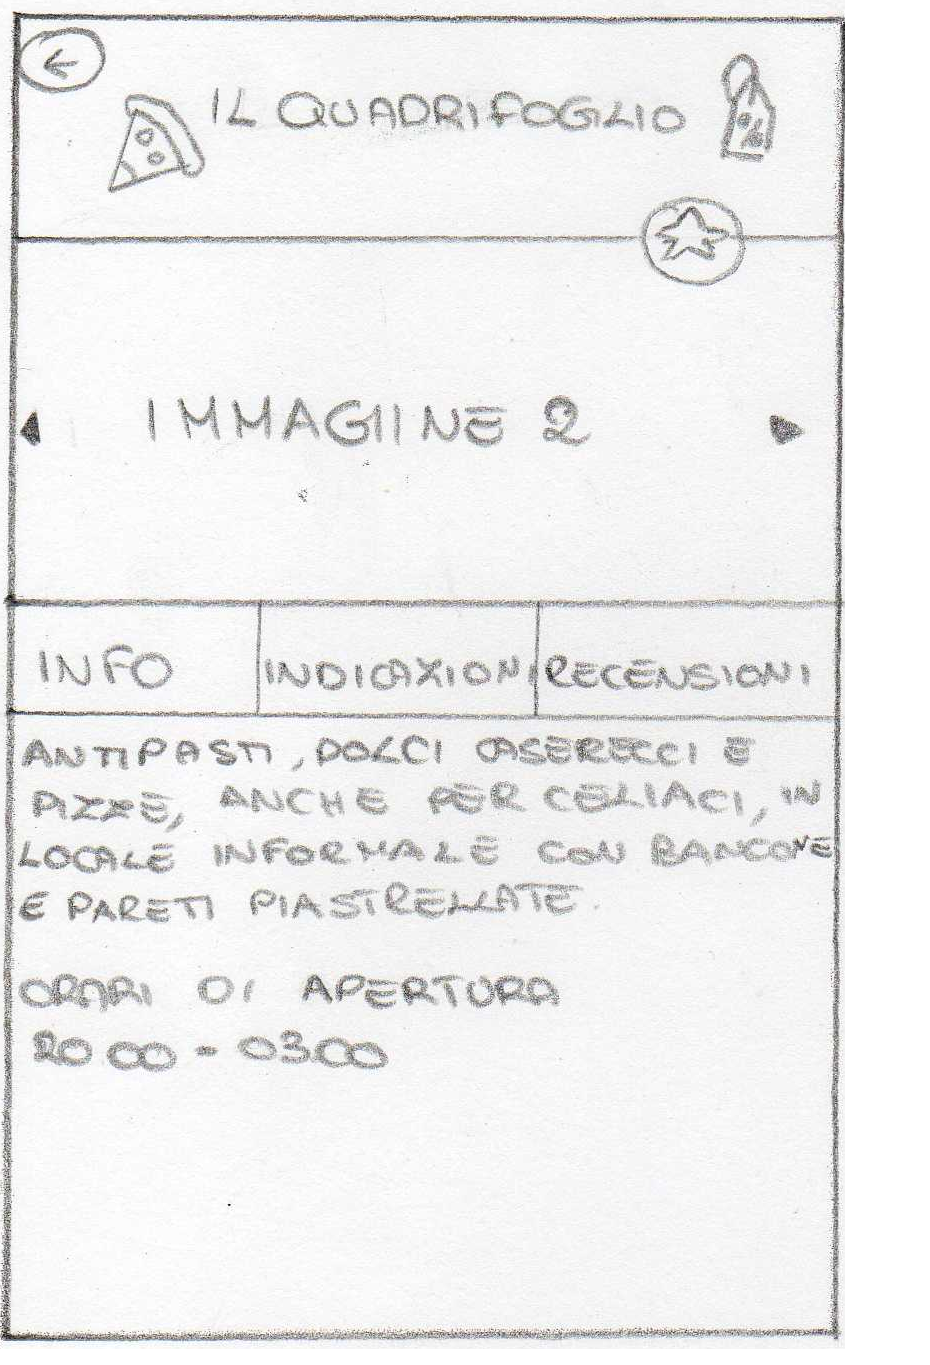 IL QUADRIFOGLIO
IMMAGIINE 2
INFO
INDICAZIONI
RECENSIONI
ANTIPASTI, DOLCI CASERECCI E
PIZZE, ANCHE PER CELIACI, IN
LOCALE INFORMALE CON BANCONE
E PARETI PIASTRELLATE.
ORARI DI APERTURA
20 00 - 03 00